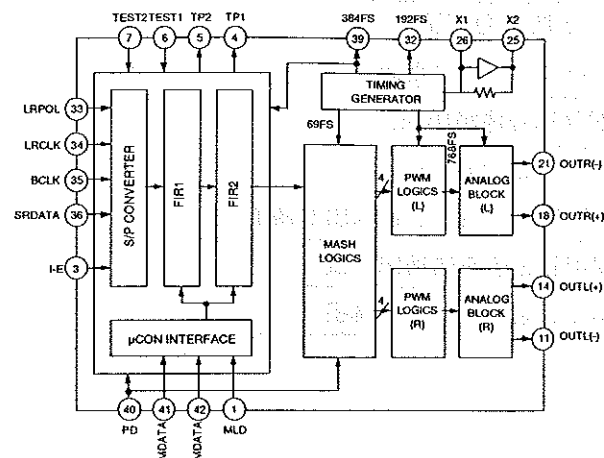 TEST2 TEST1 TP2 TP1 384FS 192FS X1 X2
7 6 5 4 39 32 26 25
TIMING
GENERATOR
69FS
768FS
LRPOL 33
LRCLK 34
BCLK 35
SRDATA 36
I-E 3
S/P CONVERTER
FIR1
FIR2
MASH
LOGICS
4
PWM
LOGICS
(L)
ANALOG
BLOCK
(L)
21 OUTR(-)
18 OUTR(+)
4
PWM
LOGICS
(R)
ANALOG
BLOCK
(R)
14 OUTL(+)
11 OUTL(-)
μCON INTERFACE
40 41 42 1
PD MDATA MDATA MLD